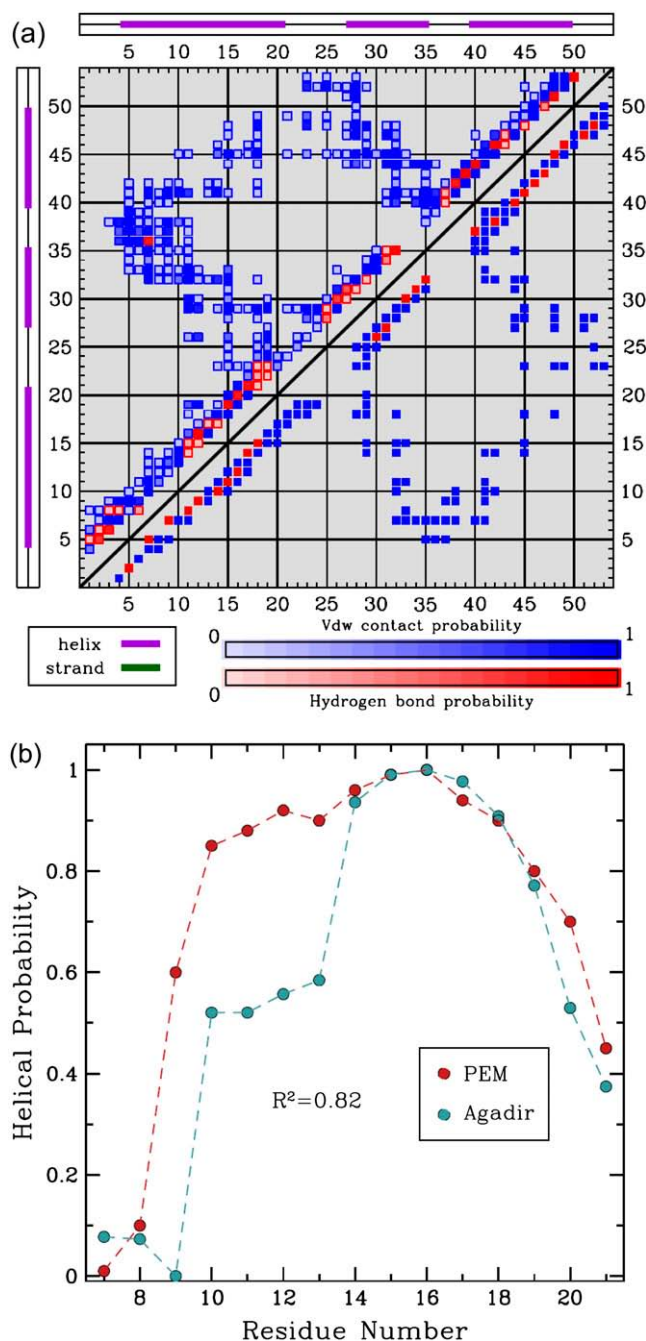 (a)
5 10 15 20 25 30 35 40 45 50
50
45
40
35
30
25
20
15
10
5
50
45
40
35
30
25
20
15
10
5
5 10 15 20 25 30 35 40 45 50
helix
strand
Vdw contact probability
0 1
0 1
Hydrogen bond probability
(b)
1
0.8
0.6
0.4
0.2
0
Helical Probability
PEM
Agadir
R²=0.82
8 10 12 14 16 18 20
Residue Number